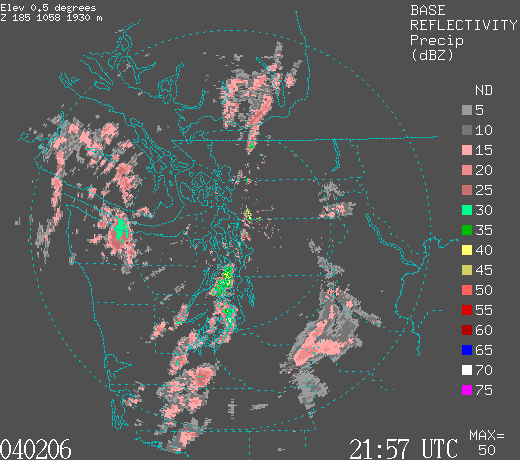 Elev 0.5 degrees
Z 185 1058 1930 m
BASE
REFLECTIVITY
Precip
(dBZ)
ND
5
10
15
20
25
30
35
40
45
50
55
60
65
70
75
MAX=
50
040206
21:57 UTC